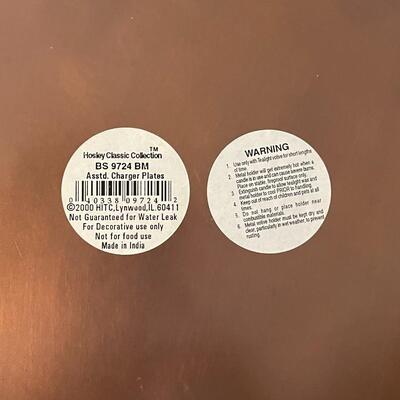 Hosley Classic Collection™
BS 9724 BM
Asstd. Charger Plates
0 40338 09724 2
©2000 HITC, Lynwood, IL. 60411
Not Guaranteed for Water Leak
For Decorative use only
Not for food use
Made in India
WARNING
1. Use only with Tealight votive for short lengths
of time.
2. Metal holder will get extremely hot when a
candle is in use and can cause severe burns.
Place on stable, fireproof surface only.
3. Extinguish candle to allow tealight wax and
metal holder to cool PRIOR to handling.
4. Keep out of reach of children and pets at all
5. Do not hang or place holder near
combustible materials.
6. Metal votive holder must be kept dry and
clear, particularly in wet weather, to prevent
rusting.